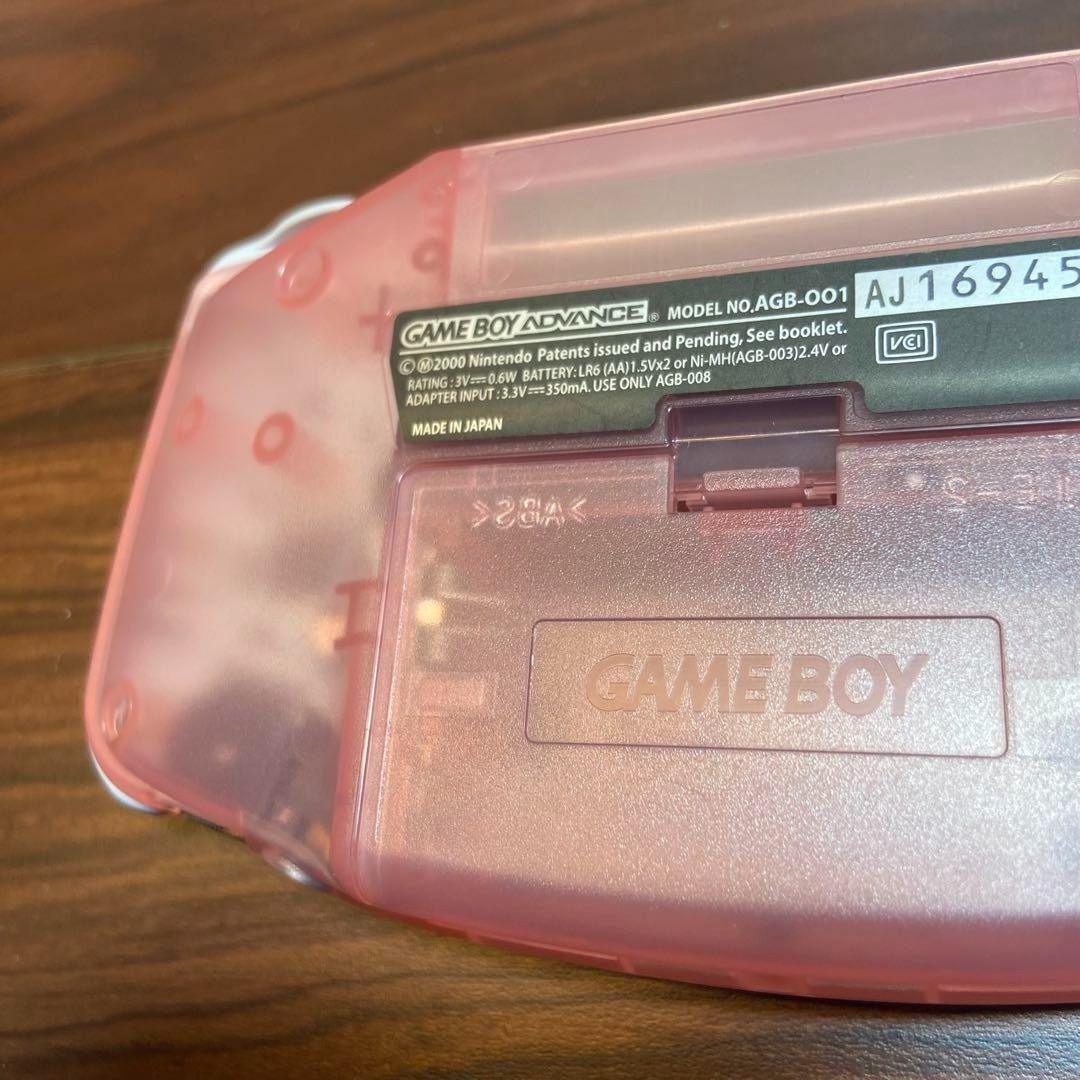 GAME BOY ADVANCE® MODEL NO.AGB-001 AJ16945
©Ⓜ2000 Nintendo Patents issued and Pending, See booklet.
VCI
RATING : 3V⎓0.6W BATTERY: LR6 (AA)1.5Vx2 or Ni-MH(AGB-003)2.4V or
ADAPTER INPUT : 3.3V⎓350mA. USE ONLY AGB-008
MADE IN JAPAN
>ABS<
GAME BOY